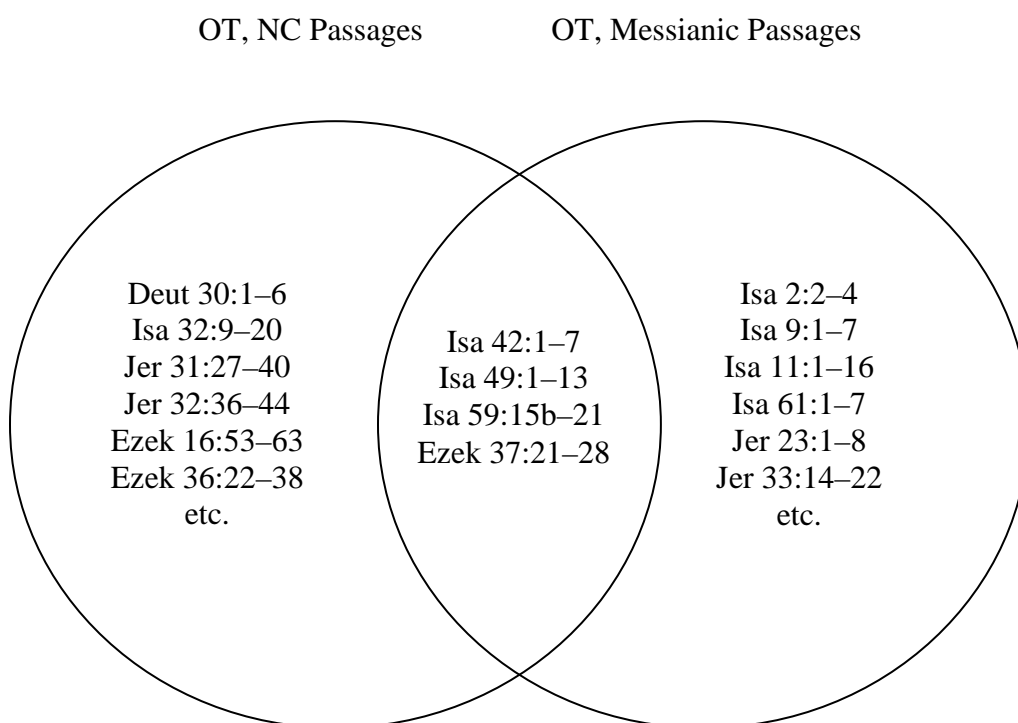 OT, NC Passages
OT, Messianic Passages
Deut 30:1–6
Isa 32:9–20
Jer 31:27–40
Jer 32:36–44
Ezek 16:53–63
Ezek 36:22–38
etc.
Isa 42:1–7
Isa 49:1–13
Isa 59:15b–21
Ezek 37:21–28
Isa 2:2–4
Isa 9:1–7
Isa 11:1–16
Isa 61:1–7
Jer 23:1–8
Jer 33:14–22
etc.